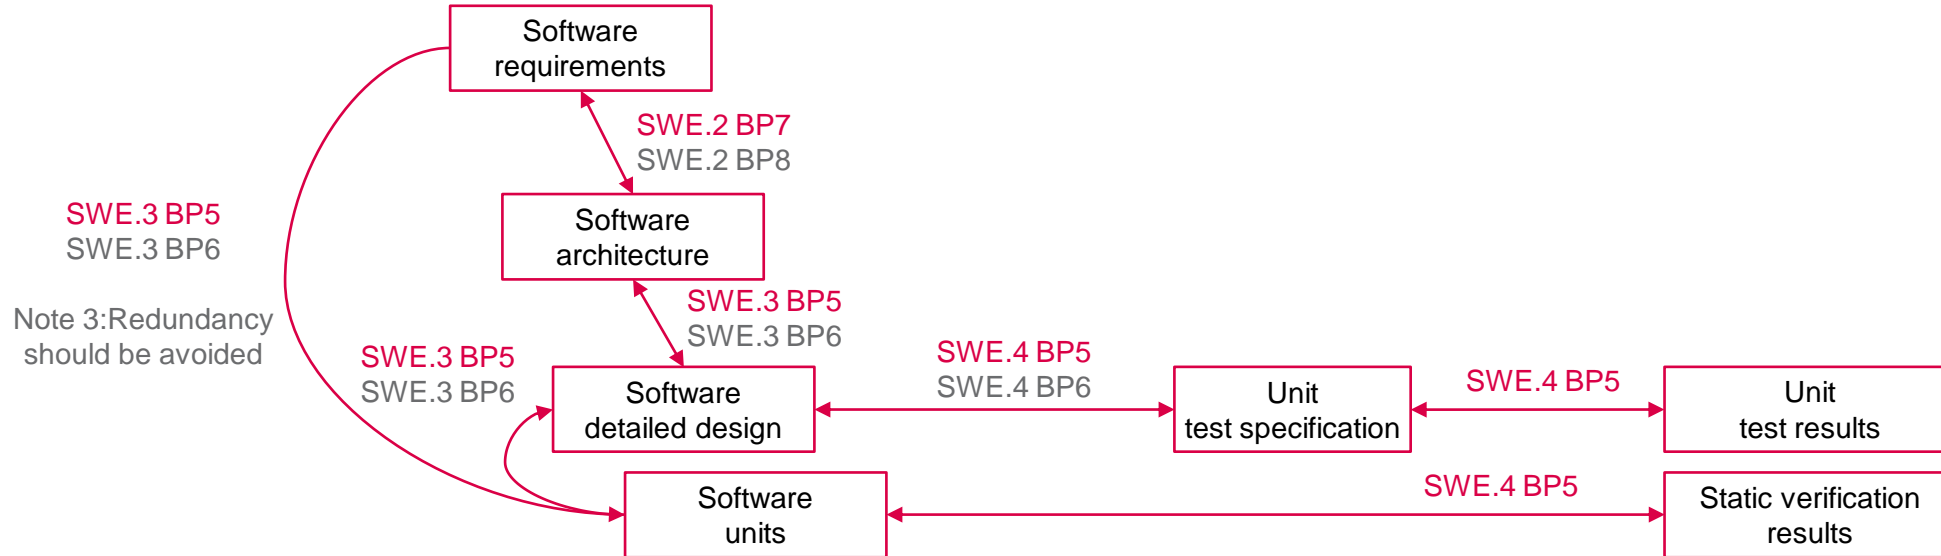 Software
requirements
SWE.2 BP7
SWE.2 BP8
SWE.3 BP5
SWE.3 BP6
Note 3:Redundancy
should be avoided
Software
architecture
SWE.3 BP5
SWE.3 BP6
SWE.3 BP5
SWE.3 BP6
Software
detailed design
SWE.4 BP5
SWE.4 BP6
Unit
test specification
SWE.4 BP5
Unit
test results
Software
units
SWE.4 BP5
Static verification
results